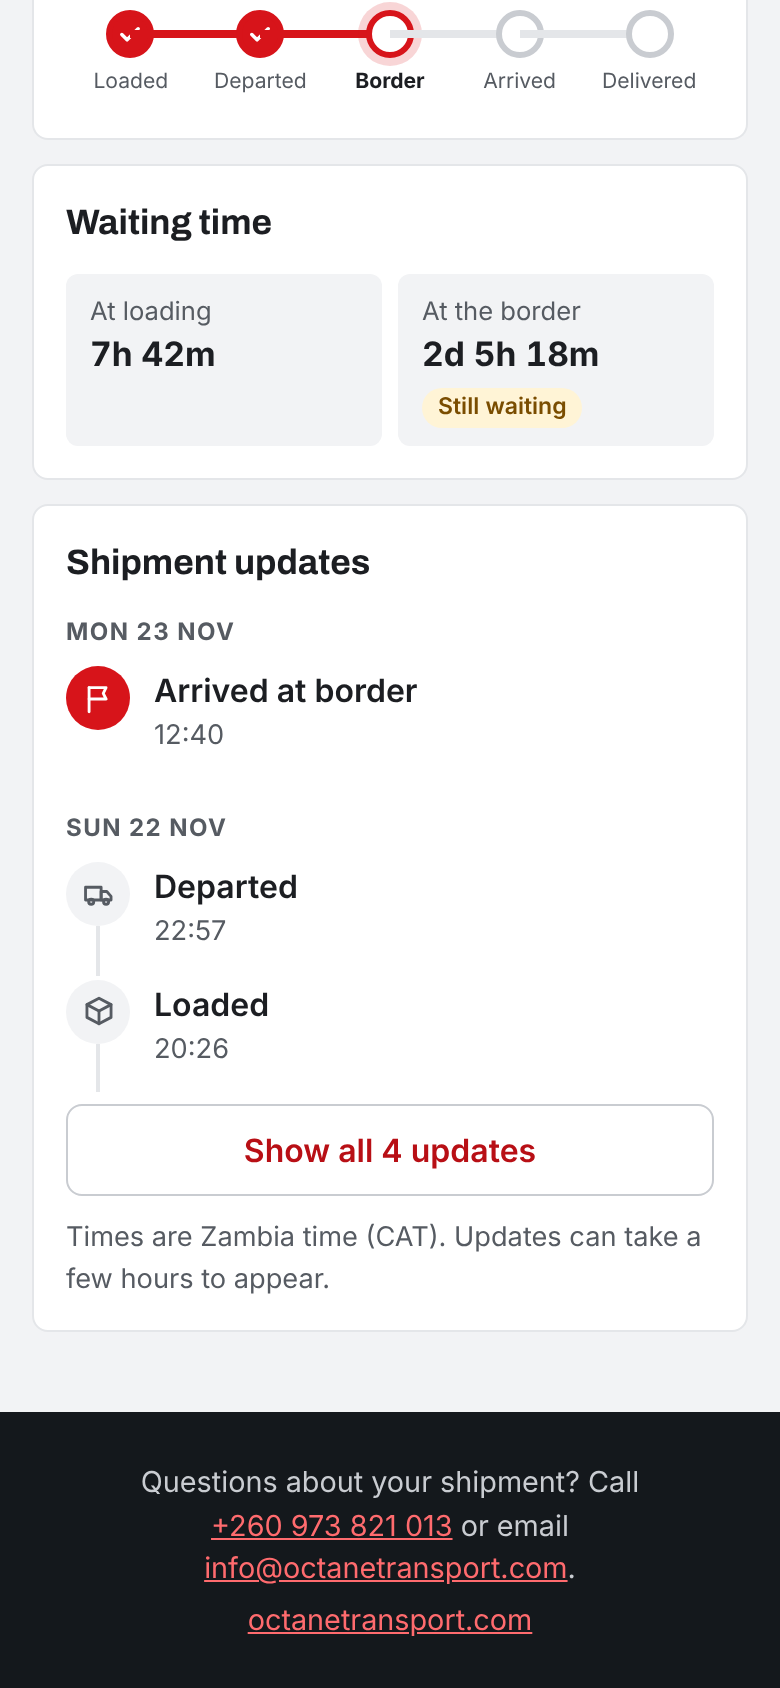 Loaded
Departed
Border
Arrived
Delivered
Waiting time
At loading
7h 42m
At the border
2d 5h 18m
Still waiting
Shipment updates
MON 23 NOV
Arrived at border
12:40
SUN 22 NOV
Departed
22:57
Loaded
20:26
Show all 4 updates
Times are Zambia time (CAT). Updates can take a
few hours to appear.
Questions about your shipment? Call
+260 973 821 013 or email
info@octanetransport.com.
octanetransport.com